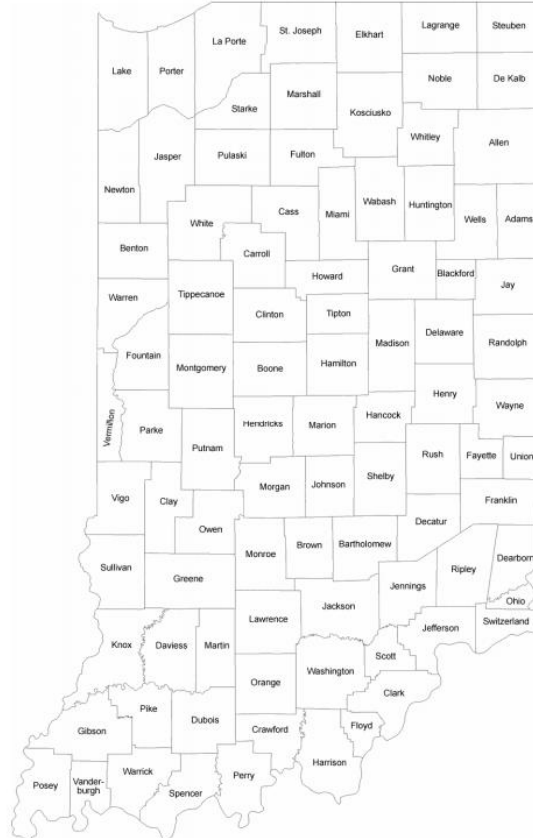 La Porte
St. Joseph
Elkhart
Lagrange
Steuben
Lake
Porter
Noble
De Kalb
Starke
Marshall
Kosciusko
Whitley
Allen
Jasper
Pulaski
Fulton
Newton
White
Cass
Miami
Wabash
Huntington
Wells
Adams
Benton
Carroll
Howard
Grant
Blackford
Jay
Warren
Tippecanoe
Clinton
Tipton
Madison
Delaware
Randolph
Fountain
Montgomery
Boone
Hamilton
Henry
Wayne
Vermillion
Parke
Putnam
Hendricks
Marion
Hancock
Rush
Fayette
Union
Vigo
Clay
Owen
Morgan
Johnson
Shelby
Franklin
Decatur
Sullivan
Greene
Monroe
Brown
Bartholomew
Jennings
Ripley
Dearborn
Ohio
Switzerland
Knox
Daviess
Martin
Lawrence
Jackson
Jefferson
Scott
Orange
Washington
Clark
Gibson
Pike
Dubois
Crawford
Harrison
Floyd
Posey
Vander-
burgh
Warrick
Spencer
Perry